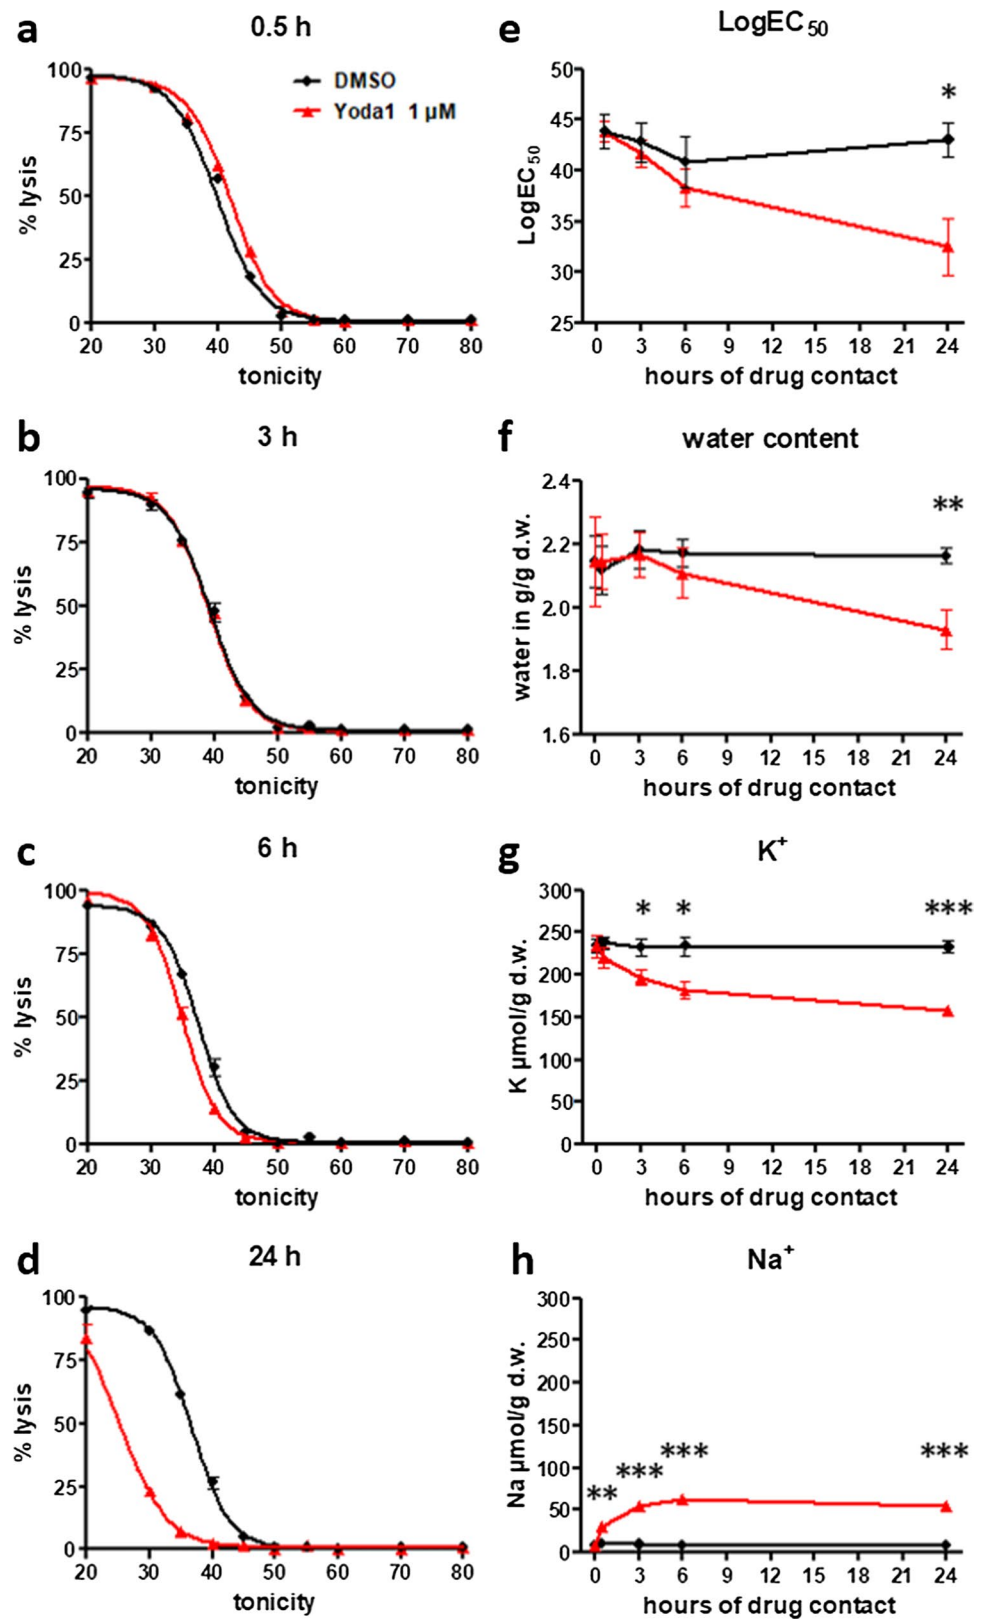 a
0.5 h
100
75
50
25
0
% lysis
DMSO
Yoda1 1 µM
20 30 40 50 60 70 80
tonicity
e
LogEC50
50
45
40
35
30
25
LogEC50
*
0 3 6 9 12 15 18 21 24
hours of drug contact
b
3 h
100
75
50
25
0
% lysis
20 30 40 50 60 70 80
tonicity
f
water content
2.4
2.2
2.0
1.8
1.6
water in g/g d.w.
**
0 3 6 9 12 15 18 21 24
hours of drug contact
c
6 h
100
75
50
25
0
% lysis
20 30 40 50 60 70 80
tonicity
g
K+
300
250
200
150
100
50
0
K µmol/g d.w.
* * ***
0 3 6 9 12 15 18 21 24
hours of drug contact
d
24 h
100
75
50
25
0
% lysis
20 30 40 50 60 70 80
tonicity
h
Na+
300
250
200
150
100
50
0
Na µmol/g d.w.
** *** *** ***
0 3 6 9 12 15 18 21 24
hours of drug contact